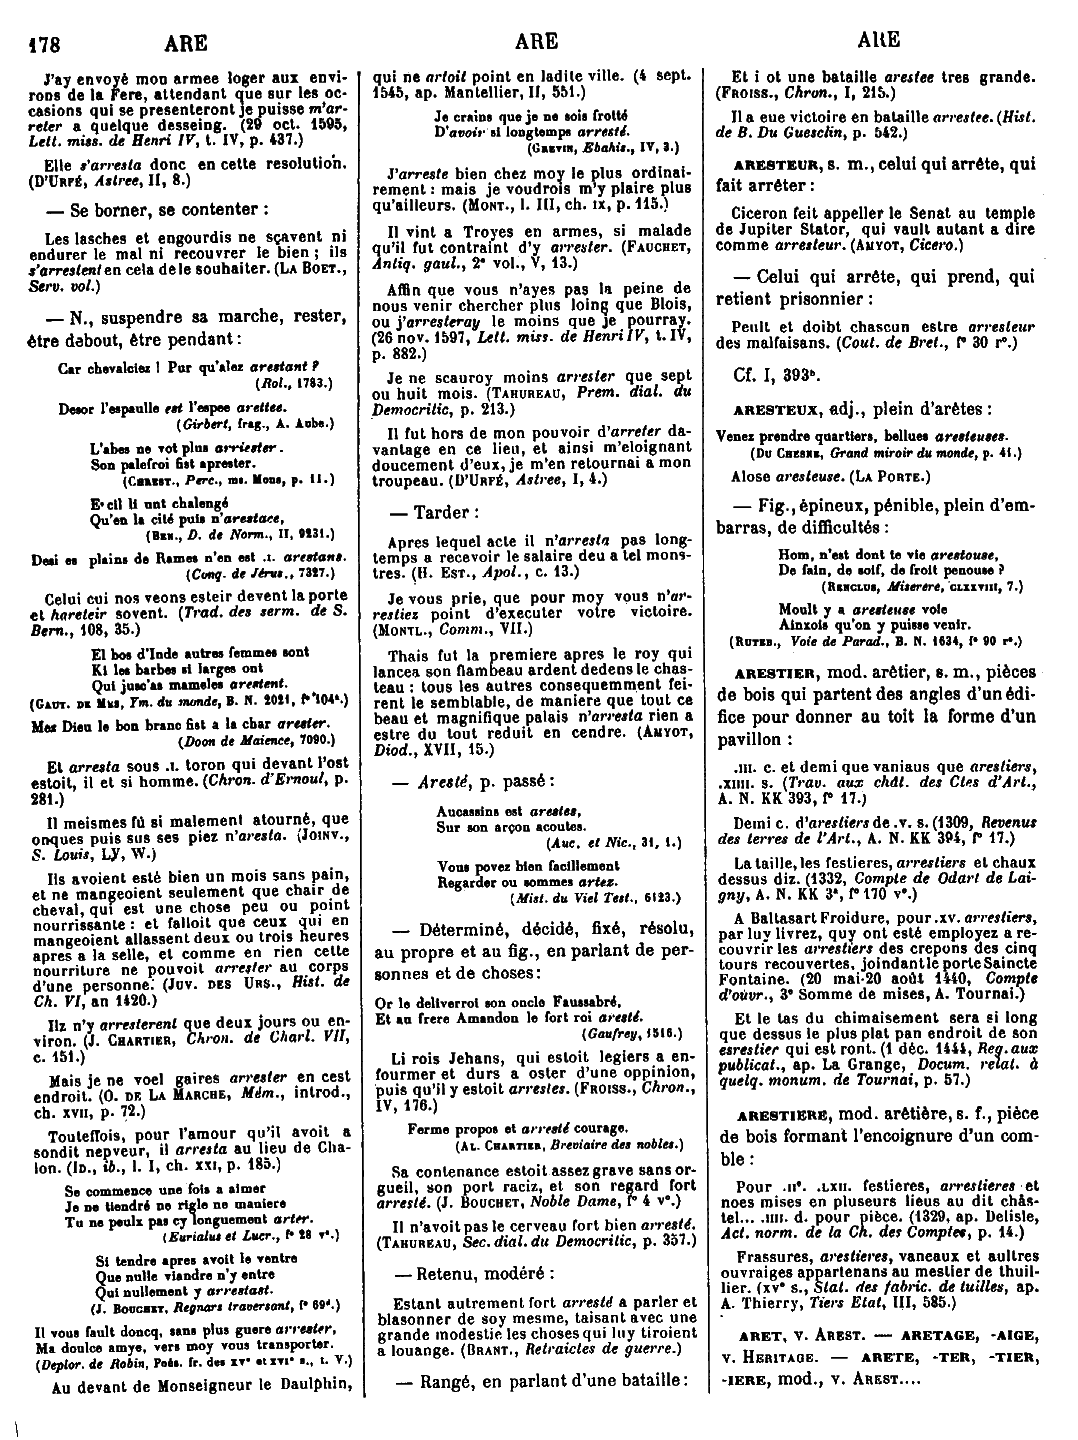 178 ARE ARE ARE
J'ay envoyé mon armee loger aux envi-
rons de la Fere, attendant que sur les oc-
casions qui se presenteront je puisse m'ar-
reter a quelque desseing. (29 oct. 1595,
Lett. miss. de Henri IV, t. IV, p. 437.)
Elle s'arresta donc en cette resolution.
(D'URFÉ, Astree, II, 8.)
— Se borner, se contenter :
Les lasches et engourdis ne sçavent ni
endurer le mal ni recouvrer le bien ; ils
s'arrestent en cela de le souhaiter. (LA BOET.,
Serv. vol.)
— N., suspendre sa marche, rester,
être debout, être pendant :
Car chevalciez ! Pur qu'alez arestant ?
(Rol., 1783.)
Desor l'espaulle est l'espee arettee.
(Girbert, frag., A. Aube.)
L'abes ne vot plus arriester.
Son palefroi fist aprester.
(CHREST., Perc., ms. Mons, p. 11.)
E cil li unt chalengé
Qu'en la cité puis n'arestace,
(BEN., D. de Norm., II, 9231.)
Desi es plains de Rames n'en est .I. arestans.
(Conq. de Jérus., 7327.)
Celui cui nos veons esteir devent la porte
et hareteir sovent. (Trad. des serm. de S.
Bern., 108, 35.)
El bos d'Inde autres femmes sont
Ki les barbes si larges ont
Qui jusc'as mameles arestent.
(GAUT. DE MES, Ym. du monde, B. N. 2021, f° 104ª.)
Mes Dieu le bon branc fist a la char arester.
(Doon de Maience, 7090.)
Et arresta sous .I. toron qui devant l'ost
estoit, il et si homme. (Chron. d'Ernoul, p.
281.)
Il meismes fù si malement atourné, que
onques puis sus ses piez n'aresta. (JOINV.,
S. Louis, LV, W.)
Ils avoient esté bien un mois sans pain,
et ne mangeoient seulement que chair de
cheval, qui est une chose peu ou point
nourrissante : et falloit que ceux qui en
mangeoient allassent deux ou trois heures
apres a la selle, et comme en rien cette
nourriture ne pouvoit arrester au corps
d'une personne. (JUV. DES URS., Hist. de
Ch. VI, an 1420.)
Ilz n'y arresterent que deux jours ou en-
viron. (J. CHARTIER, Chron. de Charl. VII,
c. 151.)
Mais je ne voel gaires arrester en cest
endroit. (O. DE LA MARCHE, Mém., introd.,
ch. XVII, p. 72.)
Touteffois, pour l'amour qu'il avoit a
sondit nepveur, il arresta au lieu de Cha-
lon. (ID., ib., l. I, ch. XXI, p. 185.)
Se commence une fois a aimer
Je ne tiendré ne rigle ne maniere
Tu ne peulx pas cy longuement arter.
(Eurialus et Lucr., f° 28 v°.)
Si tendre apres avoit le ventre
Que nulle viandre n'y entre
Qui nullement y arrestast.
(J. BOUCHET, Regnars traversant, f° 69ᵈ.)
Il vous fault doncq, sans plus guere arrester,
Ma doulce amye, vers moy vous transporter.
(Deplor. de Robin, Poés. fr. des XVᵉ et XVIᵉ s., t. V.)
Au devant de Monseigneur le Daulphin,
qui ne artoit point en ladite ville. (4 sept.
1545, ap. Mantellier, II, 551.)
Je crains que je ne sois frotté
D'avoir si longtemps arresté.
(GREVIN, Ebahis., IV, 3.)
J'arreste bien chez moy le plus ordinai-
rement : mais je voudrois m'y plaire plus
qu'ailleurs. (MONT., l. III, ch. IX, p. 115.)
Il vint a Troyes en armes, si malade
qu'il fut contraint d'y arrester. (FAUCHET,
Antiq. gaul., 2ᵉ vol., V, 13.)
Affin que vous n'ayes pas la peine de
nous venir chercher plus loing que Blois,
ou j'arresteray le moins que je pourray.
(26 nov. 1597, Lett. miss. de Henri IV, t. IV,
p. 882.)
Je ne scauroy moins arrester que sept
ou huit mois. (TAHUREAU, Prem. dial. du
Democritic, p. 213.)
Il fut hors de mon pouvoir d'arreter da-
vantage en ce lieu, et ainsi m'eloignant
doucement d'eux, je m'en retournai a mon
troupeau. (D'URFÉ, Astree, I, 4.)
— Tarder :
Apres lequel acte il n'arresta pas long-
temps a recevoir le salaire deu a tel mons-
tres. (H. EST., Apol., c. 13.)
Je vous prie, que pour moy vous n'ar-
restiez point d'executer votre victoire.
(MONTL., Comm., VII.)
Thais fut la premiere apres le roy qui
lancea son flambeau ardent dedens le chas-
teau : tous les autres consequemment fei-
rent le semblable, de maniere que tout ce
beau et magnifique palais n'arresta rien a
estre du tout reduit en cendre. (AMYOT,
Diod., XVII, 15.)
— Aresté, p. passé :
Aucassins est arestes,
Sur son arçon acoutes.
(Auc. et Nic., 31, 1.)
Vous povez bien facillement
Regarder ou sommes artez.
(Mist. du Viel Test., 6123.)
— Déterminé, décidé, fixé, résolu,
au propre et au fig., en parlant de per-
sonnes et de choses :
Or le deliverrol son oncle Faussabré,
Et au frere Amandon le fort roi aresté.
(Gaufrey, 1516.)
Li rois Jehans, qui estoit legiers a en-
fourmer et durs a oster d'une oppinion,
puis qu'il y estoit arrestes. (FROISS., Chron.,
IV, 176.)
Ferme propos et arresté courage.
(AL. CHARTIER, Breviaire des nobles.)
Sa contenance estoit assez grave sans or-
gueil, son port raciz, et son regard fort
arresté. (J. BOUCHET, Noble Dame, f° 4 v°.)
Il n'avoit pas le cerveau fort bien arresté.
(TAHUREAU, Sec. dial. du Democritic, p. 357.)
— Retenu, modéré :
Estant autrement fort arresté a parler et
blasonner de soy mesme, taisant avec une
grande modestie les choses qui luy tiroient
a louange. (BRANT., Retraictes de guerre.)
— Rangé, en parlant d'une bataille :
Et i ot une bataille arestee tres grande.
(FROISS., Chron., I, 215.)
Il a eue victoire en bataille arrestee. (Hist.
de B. Du Guesclin, p. 542.)
ARESTEUR, s. m., celui qui arrête, qui
fait arrêter :
Ciceron feit appeller le Senat au temple
de Jupiter Stator, qui vault autant a dire
comme arresteur. (AMYOT, Cicero.)
— Celui qui arrête, qui prend, qui
retient prisonnier :
Peult et doibt chascun estre arresteur
des malfaisans. (Cout. de Bret., f° 30 r°.)
Cf. I, 393ᵇ.
ARESTEUX, adj., plein d'arêtes :
Venez prendre quartiers, bellues aresteuses.
(DU CHESNE, Grand miroir du monde, p. 41.)
Alose aresteuse. (LA PORTE.)
— Fig., épineux, pénible, plein d'em-
barras, de difficultés :
Hom, n'est dont te vie arestouse,
De fain, de soif, de froit penouse ?
(RENCLUS, Miserere, CLXXVIII, 7.)
Moult y a aresteuse voie
Ainxois qu'on y puisse venir.
(RUTEB., Voie de Parad., B. N. 1634, f° 90 r°.)
ARESTIER, mod. arêtier, s. m., pièces
de bois qui partent des angles d'un édi-
fice pour donner au toit la forme d'un
pavillon :
.III. c. et demi que vaniaus que arestiers,
.XIIII. s. (Trav. aux chât. des Ctes d'Art.,
A. N. KK 393, f° 17.)
Demi c. d'arestiers de .v. s. (1309, Revenus
des terres de l'Art., A. N. KK 394, f° 17.)
La taille, les festieres, arrestiers et chaux
dessus diz. (1332, Compte de Odart de Lai-
gny, A. N. KK 3ª, f° 170 v°.)
A Baltasart Froidure, pour .xv. arrestiers,
par luy livrez, quy ont esté employez a re-
couvrir les arrestiers des crepons des cinq
tours recouvertes, joindant le porte Saincte
Fontaine. (20 mai-20 août 1440, Compte
d'ouvr., 3ᵉ Somme de mises, A. Tournai.)
Et le tas du chimaisement sera si long
que dessus le plus plat pan endroit de son
esrestier qui est ront. (1 déc. 1444, Reg. aux
publicat., ap. La Grange, Docum. relat. à
quelq. monum. de Tournai, p. 57.)
ARESTIERE, mod. arêtière, s. f., pièce
de bois formant l'encoignure d'un com-
ble :
Pour .IIᵉ. .LXII. festieres, arrestieres et
noes mises en pluseurs lieus au dit châs-
tel... .IIII. d. pour pièce. (1329, ap. Delisle,
Act. norm. de la Ch. des Comptes, p. 14.)
Frassures, arestieres, vaneaux et aultres
ouvraiges appartenans au mestier de thuil-
lier. (XVᵉ s., Stat. des fabric. de tuilles, ap.
A. Thierry, Tiers Etat, III, 585.)
ARET, V. AREST. — ARETAGE, -AIGE,
V. HERITAGE. — ARETE, -TER, -TIER,
-IERE, mod., V. AREST....